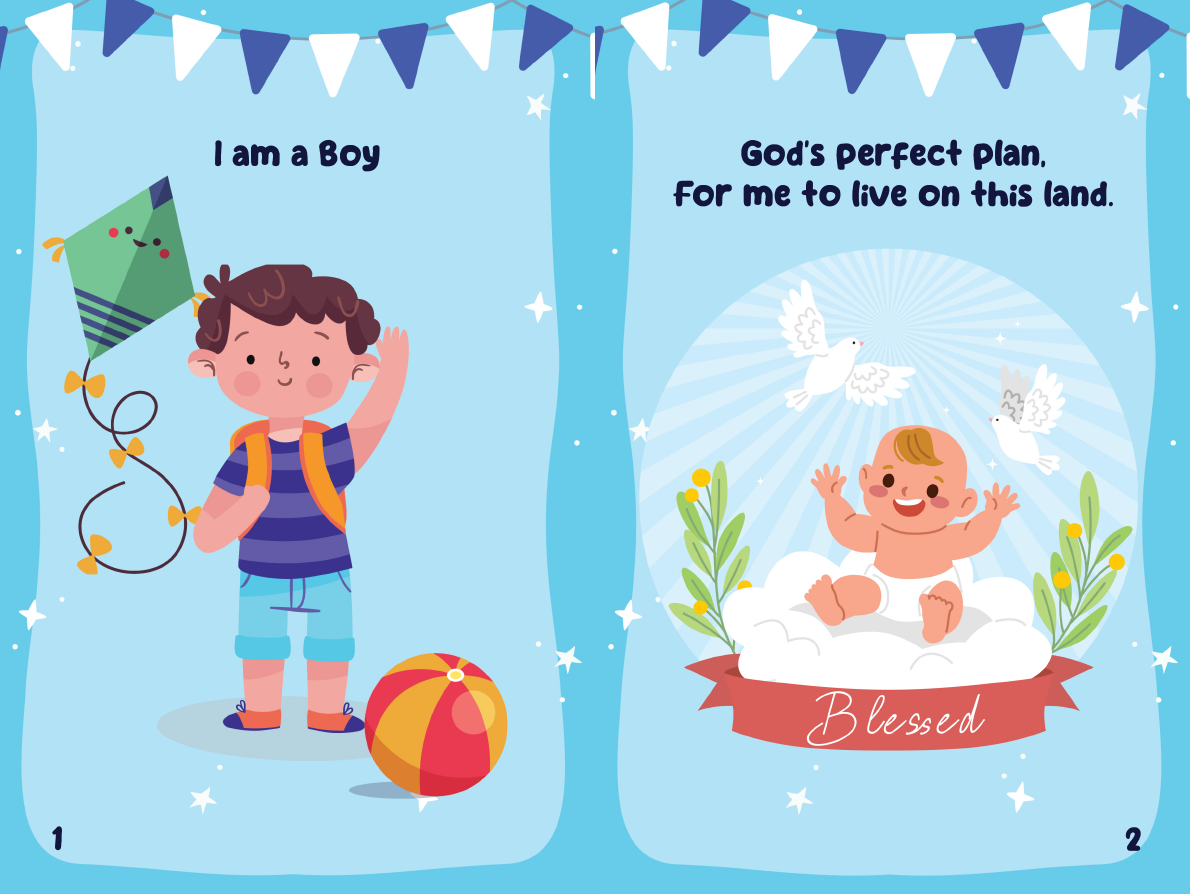 I am a Boy
1
God's perfect plan,
For me to live on this land.
Blessed
2